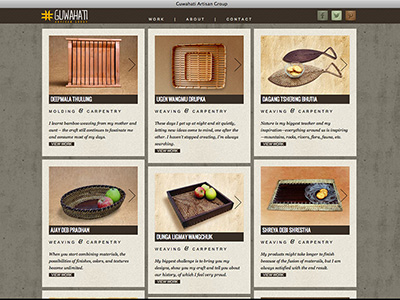 Guwahati Artisan Group
GUWAHATI
WORK | ABOUT | CONTACT
DEEPMALA THULUNG
MOLDING & CARPENTRY
I learnt bamboo weaving from my mother and
aunt – the craft still continues to fasinate me
and consume most of my days.
VIEW WORK
UGEN WANGMU DRUPKA
WEAVING & CARPENTRY
These days I get up at night and sit quietly,
letting new ideas come to mind, one after the
other. I haven't stopped creating, I'm always
searching.
VIEW WORK
DAGANG TSHERING BHUTIA
WEAVING & CARPENTRY
Nature is my biggest teacher and my
inspiration–everything around us is inspiring
—mountains, rocks, rivers, flora, fauna, etc.
VIEW WORK
AJAY DEB PRADHAN
WEAVING & CARPENTRY
When you start combining materials, the
possibilities of finishes, colors, and textures
become unlimited.
VIEW WORK
DUNGA LIGMAY WANGCHUK
WEAVING & CARPENTRY
My biggest challenge is to bring you my
designs, show you my craft and tell you about
our history, of which I feel very proud.
VIEW WORK
SHREYA DEBI SHRESTHA
WEAVING & CARPENTRY
My products might take longer to finish
because of the fusion of materials, but I am
always satisfied with the end result.
VIEW WORK